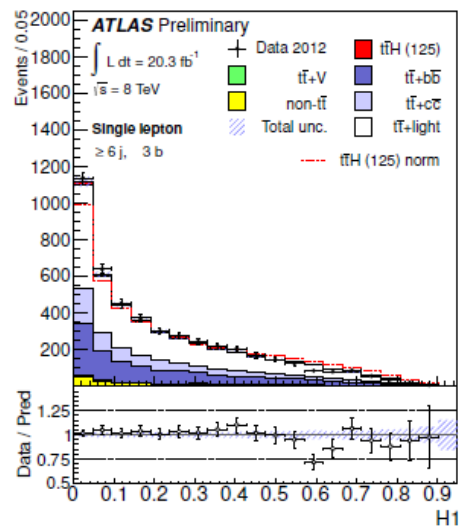 Events / 0.05
2000
1800
1600
1400
1200
1000
800
600
400
200
ATLAS Preliminary
∫ L dt = 20.3 fb⁻¹
√s = 8 TeV
Single lepton
≥ 6 j, 3 b
Data 2012
tt̄H (125)
tt̄+V
tt̄+bb̄
non-tt̄
tt̄+cc̄
Total unc.
tt̄+light
tt̄H (125) norm
Data / Pred
1.25
1
0.75
0.5
0 0.1 0.2 0.3 0.4 0.5 0.6 0.7 0.8 0.9
H1